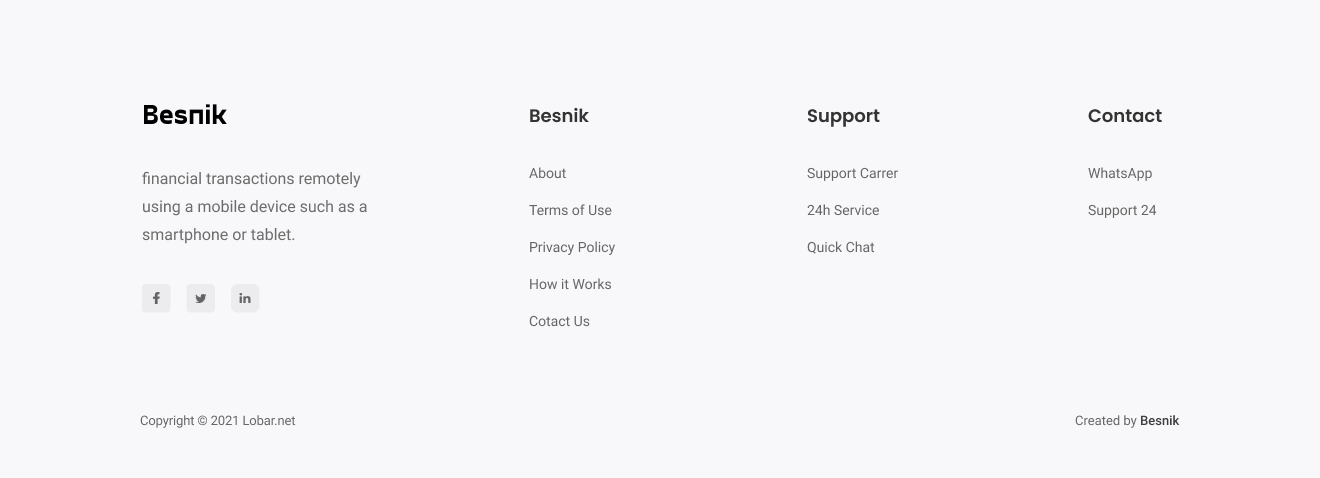 Besnik
financial transactions remotely
using a mobile device such as a
smartphone or tablet.
Besnik
About
Terms of Use
Privacy Policy
How it Works
Cotact Us
Support
Support Carrer
24h Service
Quick Chat
Contact
WhatsApp
Support 24
Copyright © 2021 Lobar.net
Created by Besnik